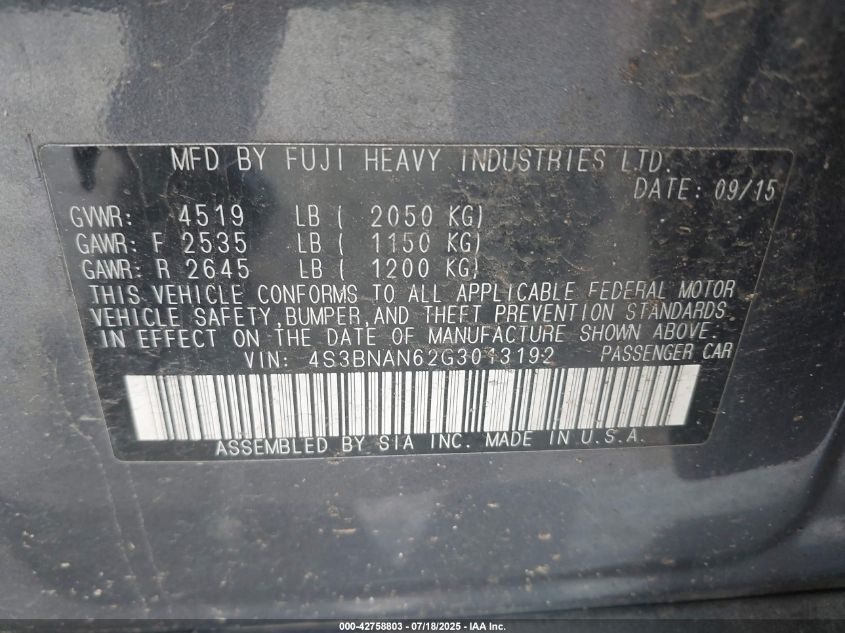 MFD BY FUJI HEAVY INDUSTRIES LTD.
DATE: 09/15
GVWR: 4519 LB ( 2050 KG)
GAWR: F 2535 LB ( 1150 KG)
GAWR: R 2645 LB ( 1200 KG)
THIS VEHICLE CONFORMS TO ALL APPLICABLE FEDERAL MOTOR
VEHICLE SAFETY,BUMPER,AND THEFT PREVENTION STANDARDS
IN EFFECT ON THE DATE OF MANUFACTURE SHOWN ABOVE.
VIN: 4S3BNAN62G3013192 PASSENGER CAR
ASSEMBLED BY SIA INC. MADE IN U.S.A.
000-42758803 - 07/18/2025 - IAA Inc.